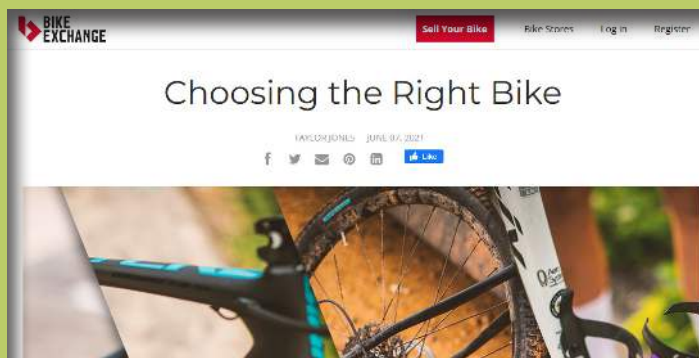 BIKE
EXCHANGE
Sell Your Bike
Bike Stores
Log in
Register
Choosing the Right Bike
TAYLOR JONES JUNE 07, 2021
Like